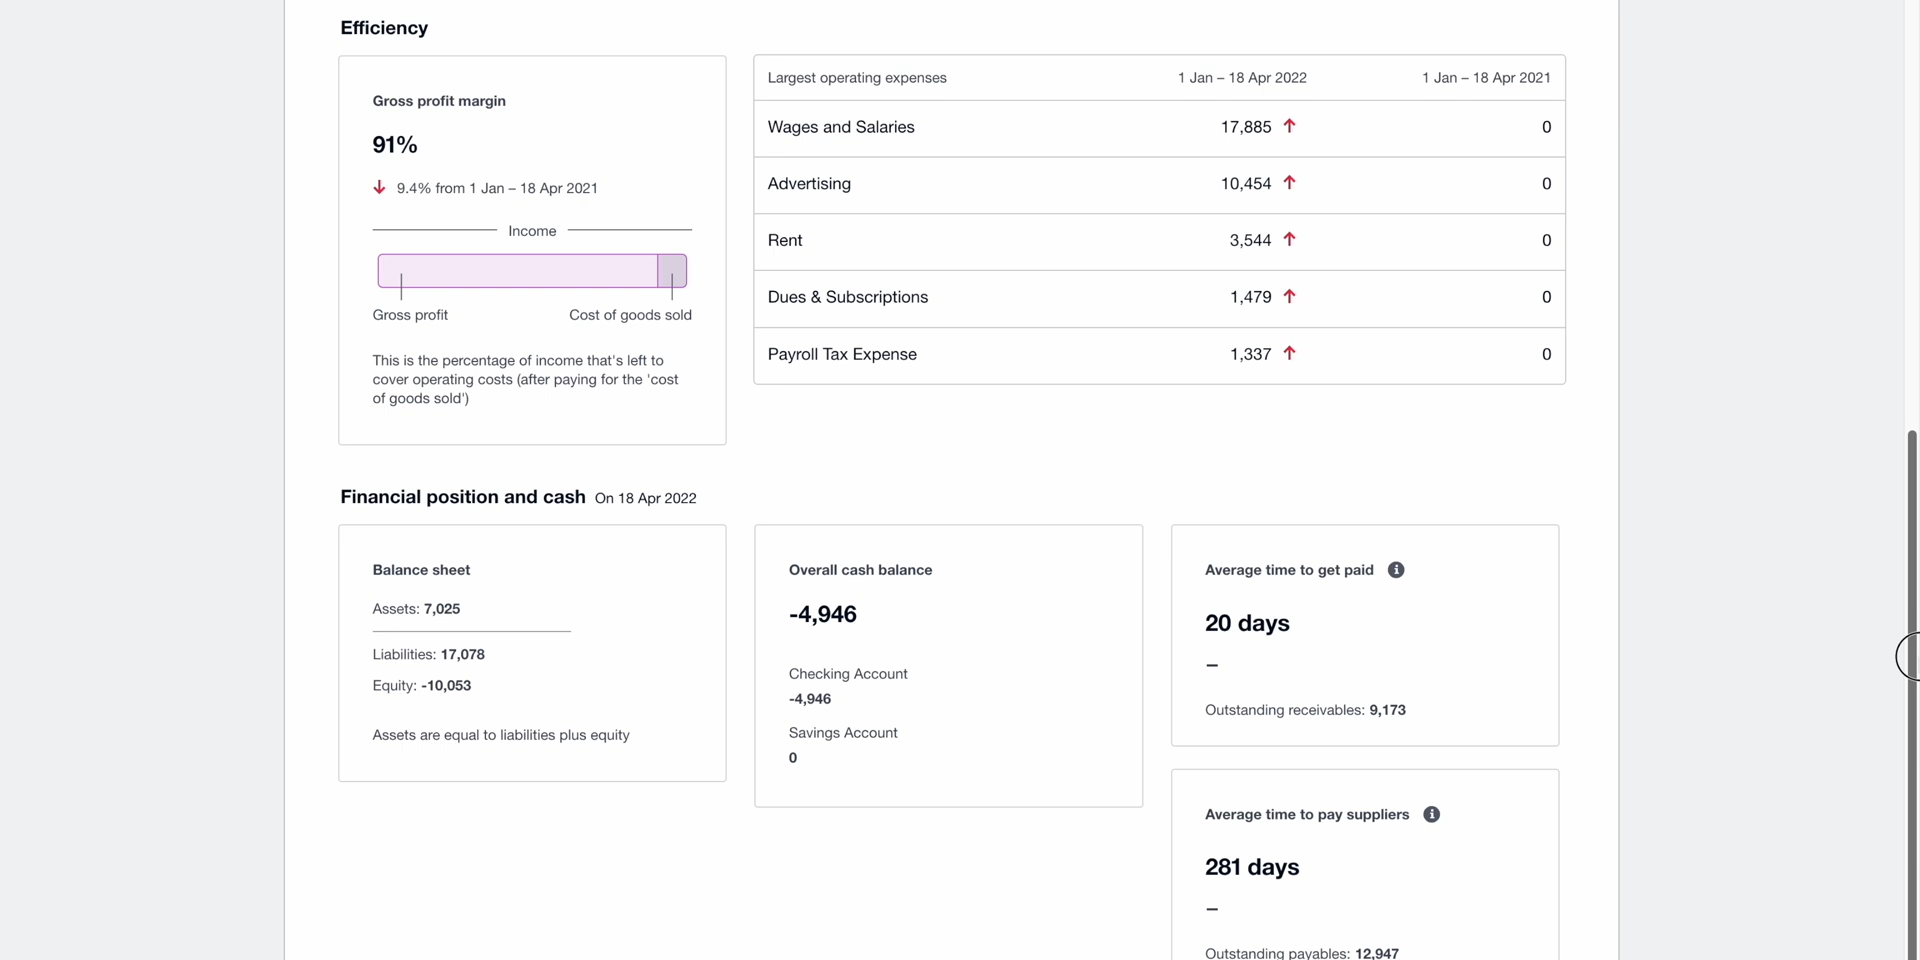 Efficiency
Gross profit margin
91%
9.4% from 1 Jan – 18 Apr 2021
Income
Gross profit
Cost of goods sold
This is the percentage of income that's left to
cover operating costs (after paying for the 'cost
of goods sold')
Largest operating expenses 1 Jan – 18 Apr 2022 1 Jan – 18 Apr 2021
Wages and Salaries 17,885 0
Advertising 10,454 0
Rent 3,544 0
Dues & Subscriptions 1,479 0
Payroll Tax Expense 1,337 0
Financial position and cash On 18 Apr 2022
Balance sheet
Assets: 7,025
Liabilities: 17,078
Equity: -10,053
Assets are equal to liabilities plus equity
Overall cash balance
-4,946
Checking Account
-4,946
Savings Account
0
Average time to get paid
20 days
–
Outstanding receivables: 9,173
Average time to pay suppliers
281 days
–
Outstanding payables: 12,947